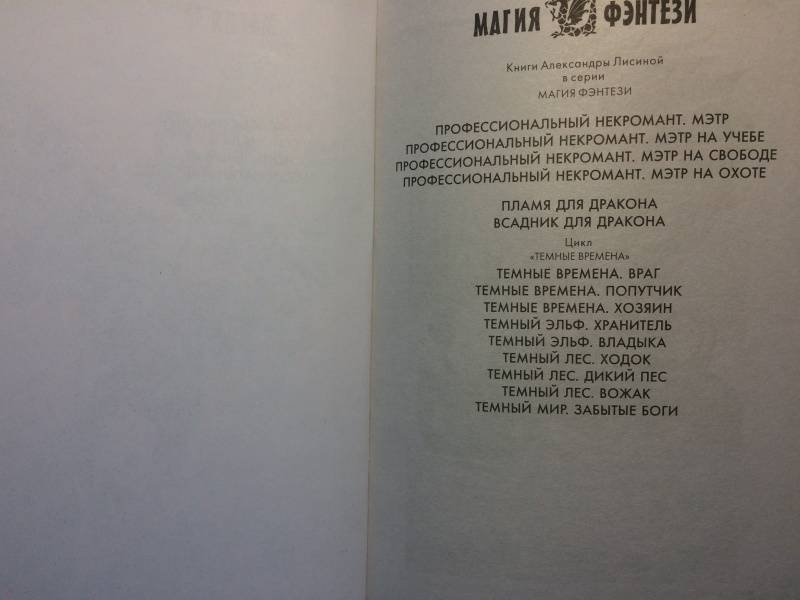 МАГИЯ ФЭНТЕЗИ
Книги Александры Лисиной
в серии
МАГИЯ ФЭНТЕЗИ
ПРОФЕССИОНАЛЬНЫЙ НЕКРОМАНТ. МЭТР
ПРОФЕССИОНАЛЬНЫЙ НЕКРОМАНТ. МЭТР НА УЧЕБЕ
ПРОФЕССИОНАЛЬНЫЙ НЕКРОМАНТ. МЭТР НА СВОБОДЕ
ПРОФЕССИОНАЛЬНЫЙ НЕКРОМАНТ. МЭТР НА ОХОТЕ
ПЛАМЯ ДЛЯ ДРАКОНА
ВСАДНИК ДЛЯ ДРАКОНА
Цикл
«ТЕМНЫЕ ВРЕМЕНА»
ТЕМНЫЕ ВРЕМЕНА. ВРАГ
ТЕМНЫЕ ВРЕМЕНА. ПОПУТЧИК
ТЕМНЫЕ ВРЕМЕНА. ХОЗЯИН
ТЕМНЫЙ ЭЛЬФ. ХРАНИТЕЛЬ
ТЕМНЫЙ ЭЛЬФ. ВЛАДЫКА
ТЕМНЫЙ ЛЕС. ХОДОК
ТЕМНЫЙ ЛЕС. ДИКИЙ ПЕС
ТЕМНЫЙ ЛЕС. ВОЖАК
ТЕМНЫЙ МИР. ЗАБЫТЫЕ БОГИ